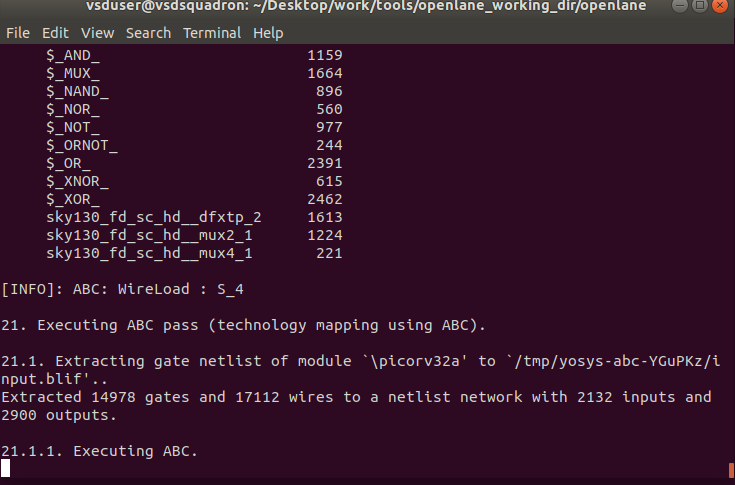 vsduser@vsdsquadron: ~/Desktop/work/tools/openlane_working_dir/openlane
File Edit View Search Terminal Help
$_AND_ 1159
$_MUX_ 1664
$_NAND_ 896
$_NOR_ 560
$_NOT_ 977
$_ORNOT_ 244
$_OR_ 2391
$_XNOR_ 615
$_XOR_ 2462
sky130_fd_sc_hd__dfxtp_2 1613
sky130_fd_sc_hd__mux2_1 1224
sky130_fd_sc_hd__mux4_1 221
[INFO]: ABC: WireLoad : S_4
21. Executing ABC pass (technology mapping using ABC).
21.1. Extracting gate netlist of module `\picorv32a' to `/tmp/yosys-abc-YGuPKz/i
nput.blif'..
Extracted 14978 gates and 17112 wires to a netlist network with 2132 inputs and
2900 outputs.
21.1.1. Executing ABC.